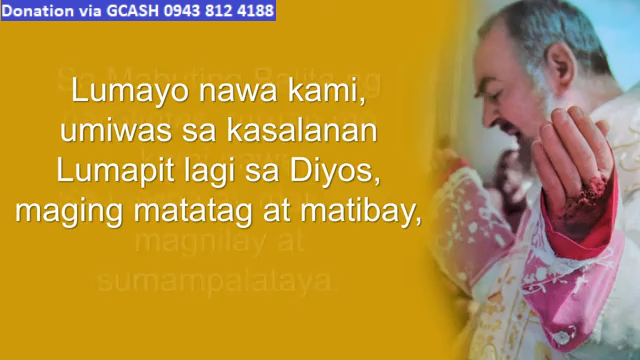 Donation via GCASH 0943 812 4188
Lumayo nawa kami,
umiwas sa kasalanan
Lumapit lagi sa Diyos,
maging matatag at matibay,
magnilay at
sumampalataya.